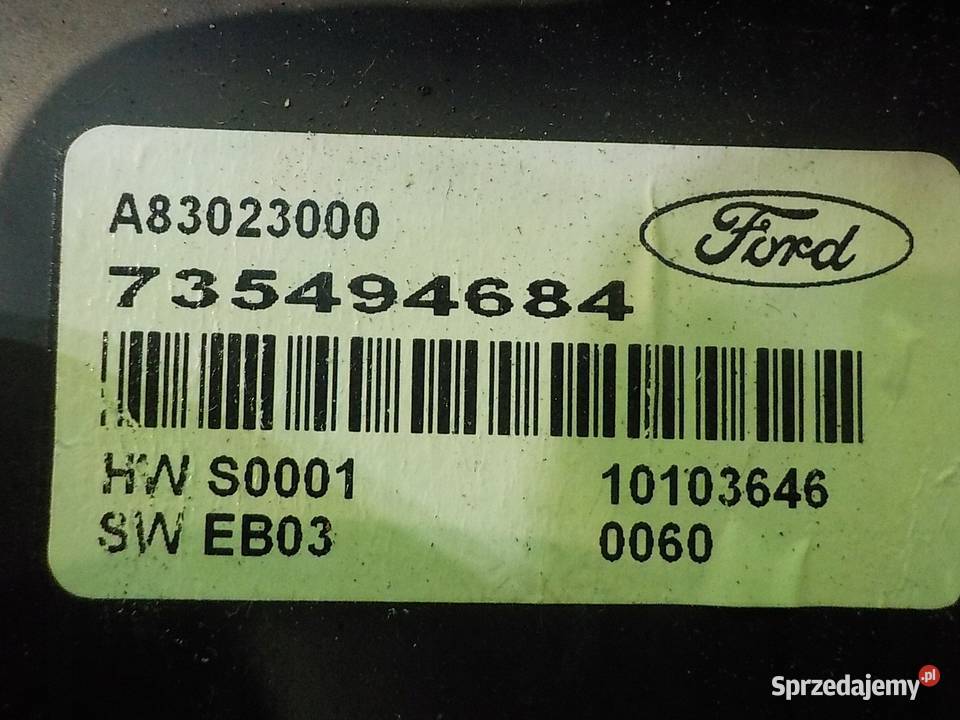 A83023000
Ford
735494684
HW S0001
10103646
SW EB03
0060
Sprzedajemy.pl